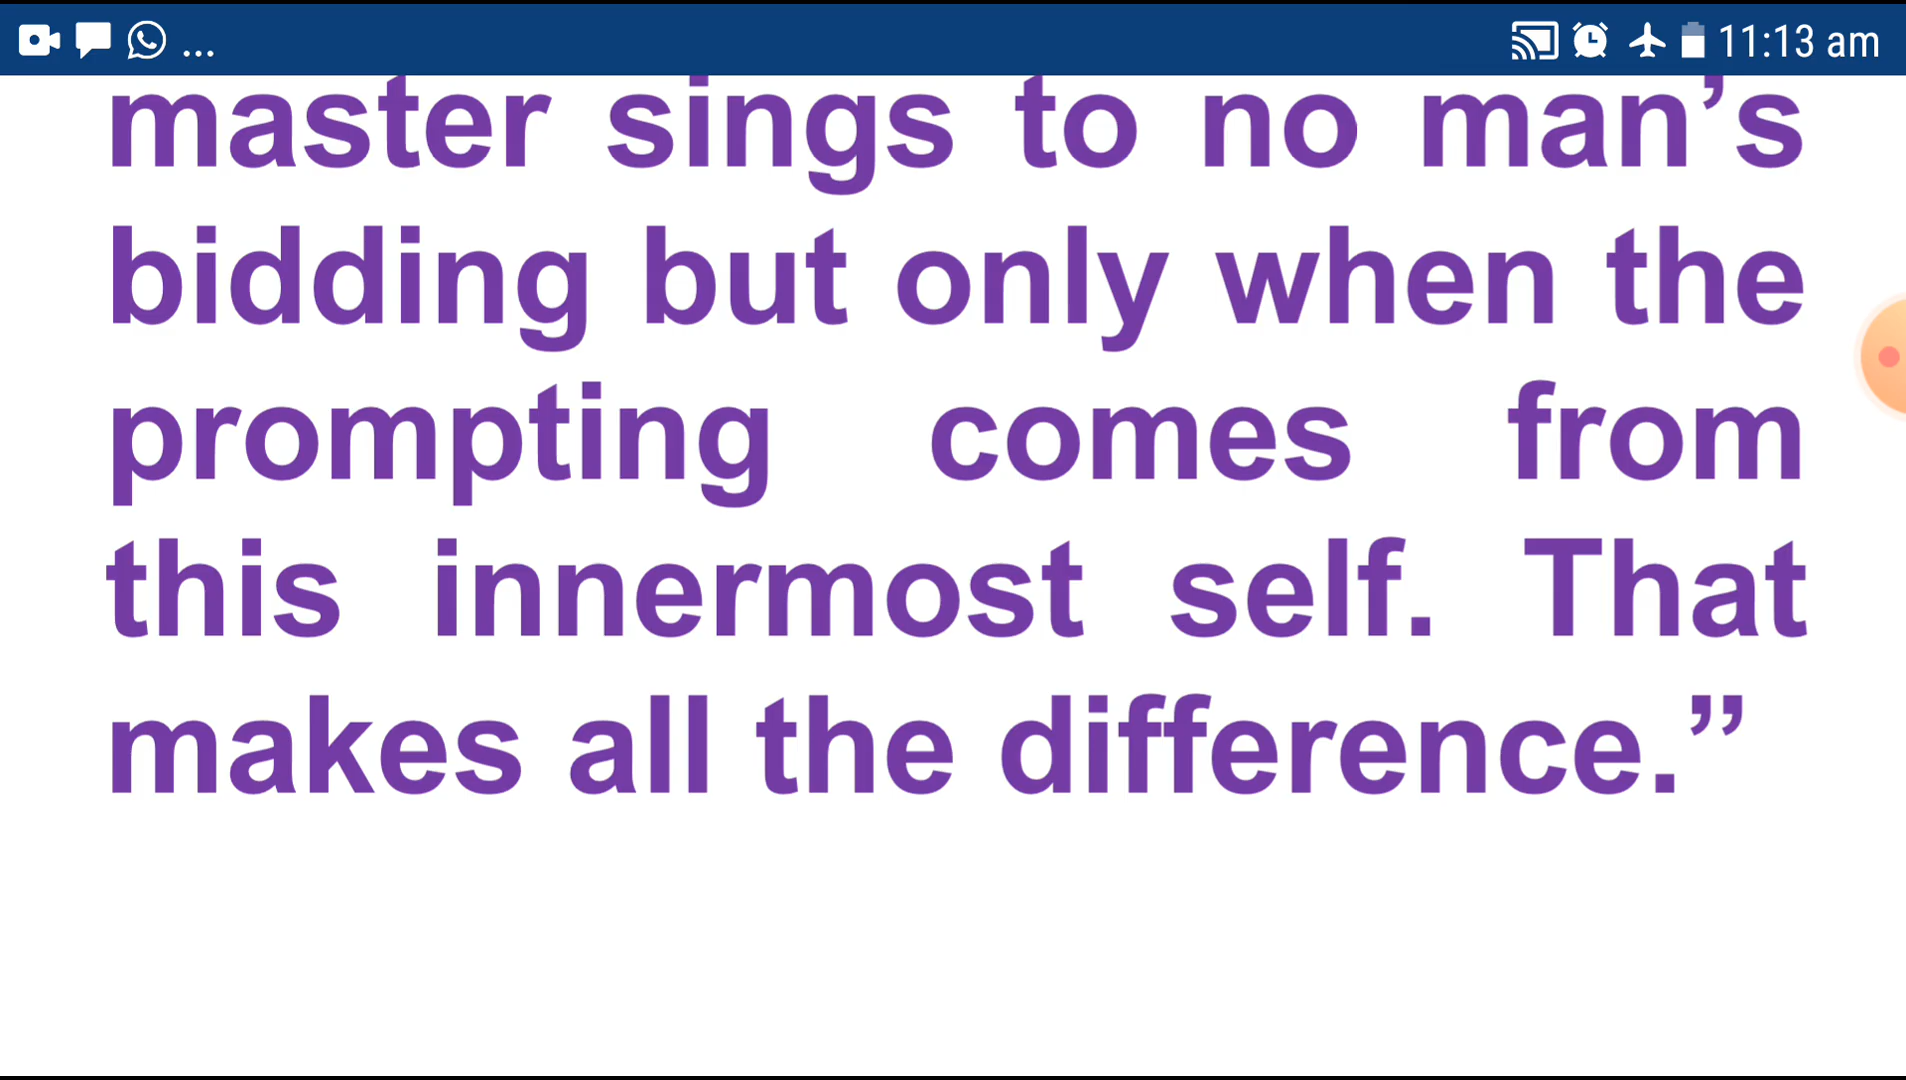 ... 11:13 am
master sings to no man’s
bidding but only when the
prompting comes from
this innermost self. That
makes all the difference.”